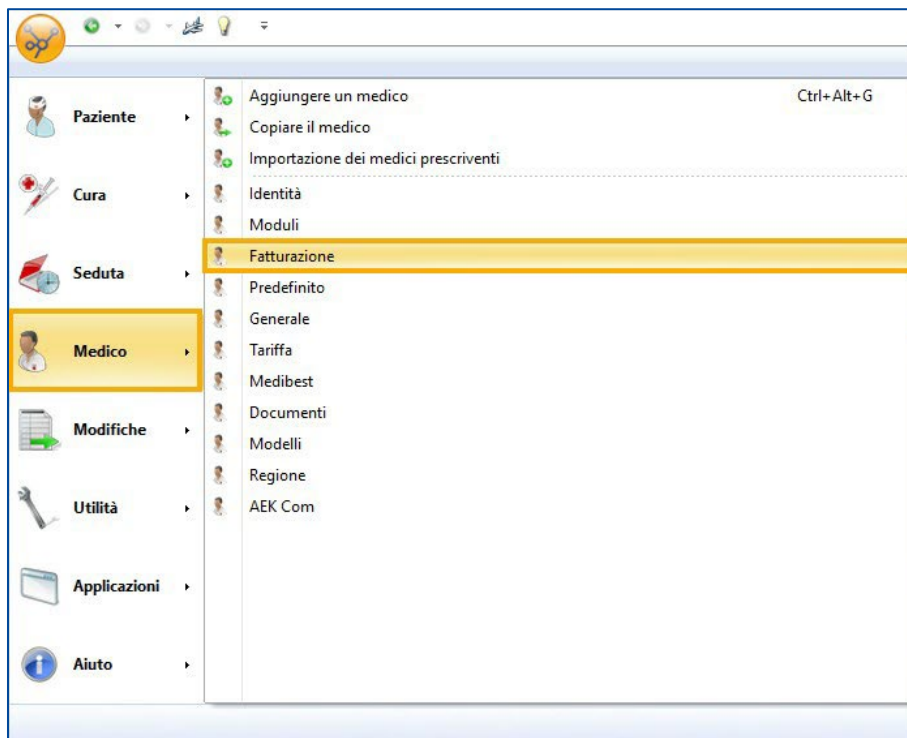 Paziente
Cura
Seduta
Medico
Modifiche
Utilità
Applicazioni
Aiuto
Aggiungere un medico Ctrl+Alt+G
Copiare il medico
Importazione dei medici prescriventi
Identità
Moduli
Fatturazione
Predefinito
Generale
Tariffa
Medibest
Documenti
Modelli
Regione
AEK Com